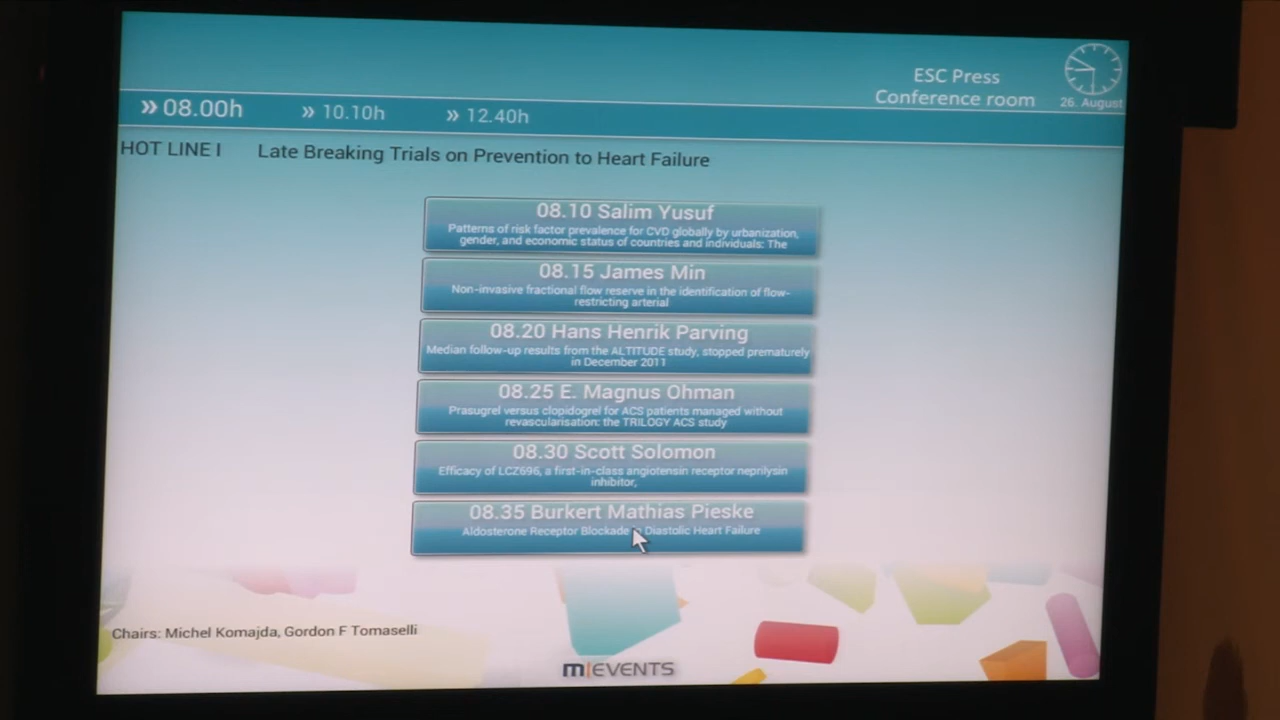 ESC Press
Conference room
26. August
» 08.00h » 10.10h » 12.40h
HOT LINE I Late Breaking Trials on Prevention to Heart Failure
08.10 Salim Yusuf
Patterns of risk factor prevalence for CVD globally by urbanization,
gender, and economic status of countries and individuals: The
08.15 James Min
Non-invasive fractional flow reserve in the identification of flow-
restricting arterial
08.20 Hans Henrik Parving
Median follow-up results from the ALTITUDE study, stopped prematurely
in December 2011
08.25 E. Magnus Ohman
Prasugrel versus clopidogrel for ACS patients managed without
revascularisation: the TRILOGY ACS study
08.30 Scott Solomon
Efficacy of LCZ696, a first-in-class angiotensin receptor neprilysin
inhibitor,
08.35 Burkert Mathias Pieske
Aldosterone Receptor Blockade in Diastolic Heart Failure
Chairs: Michel Komajda, Gordon F Tomaselli
m|EVENTS